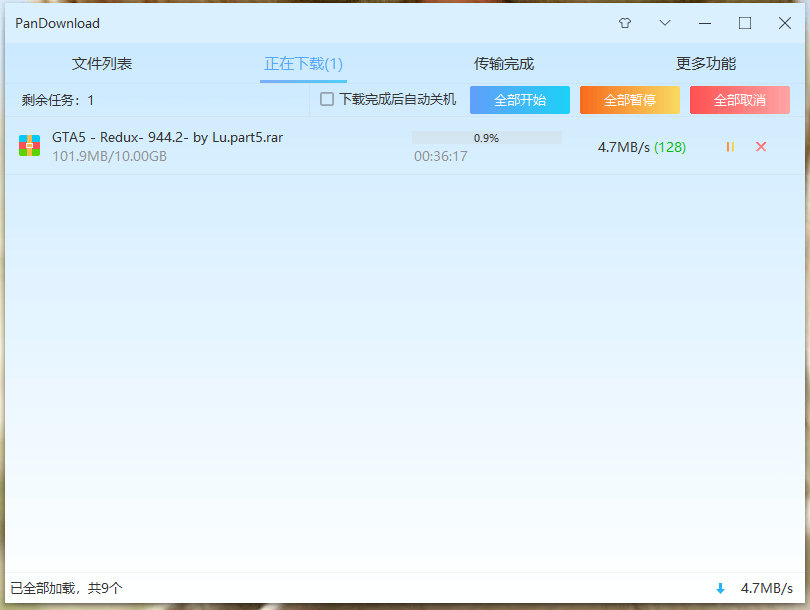 PanDownload
文件列表 正在下载(1) 传输完成 更多功能
剩余任务：1 下载完成后自动关机 全部开始 全部暂停 全部取消
GTA5 - Redux- 944.2- by Lu.part5.rar 0.9%
101.9MB/10.00GB 00:36:17 4.7MB/s (128)
已全部加载，共9个 4.7MB/s